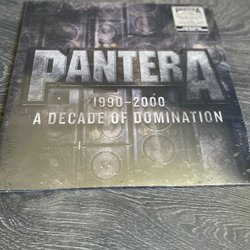 PANTERA
1990-2000
A DECADE OF DOMINATION